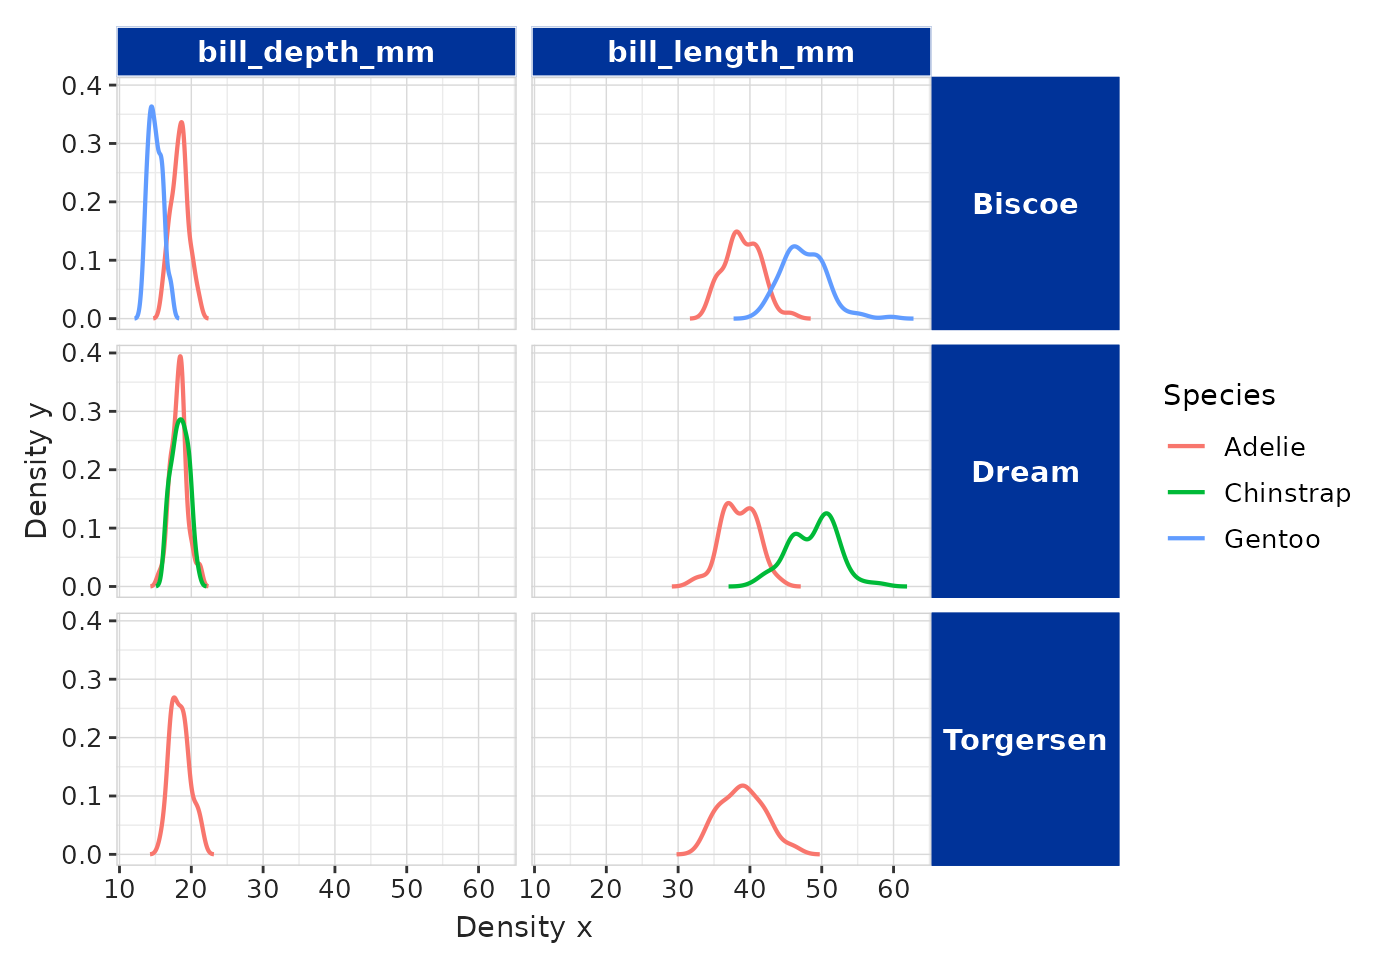 bill_depth_mm bill_length_mm
0.4
0.3
0.2
0.1
0.0
Biscoe
0.4
0.3
0.2
0.1
0.0
Dream
0.4
0.3
0.2
0.1
0.0
Torgersen
10 20 30 40 50 60 10 20 30 40 50 60
Density x
Density y
Species
Adelie
Chinstrap
Gentoo